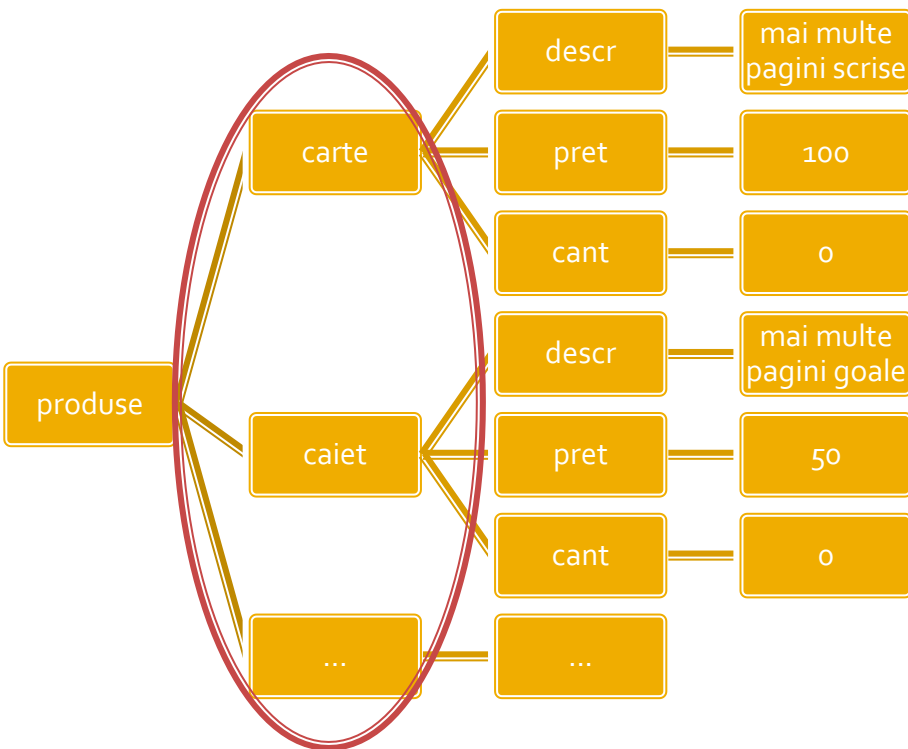 descr
mai multe
pagini scrise
carte
pret
100
cant
0
descr
mai multe
pagini goale
produse
caiet
pret
50
cant
0
...
...